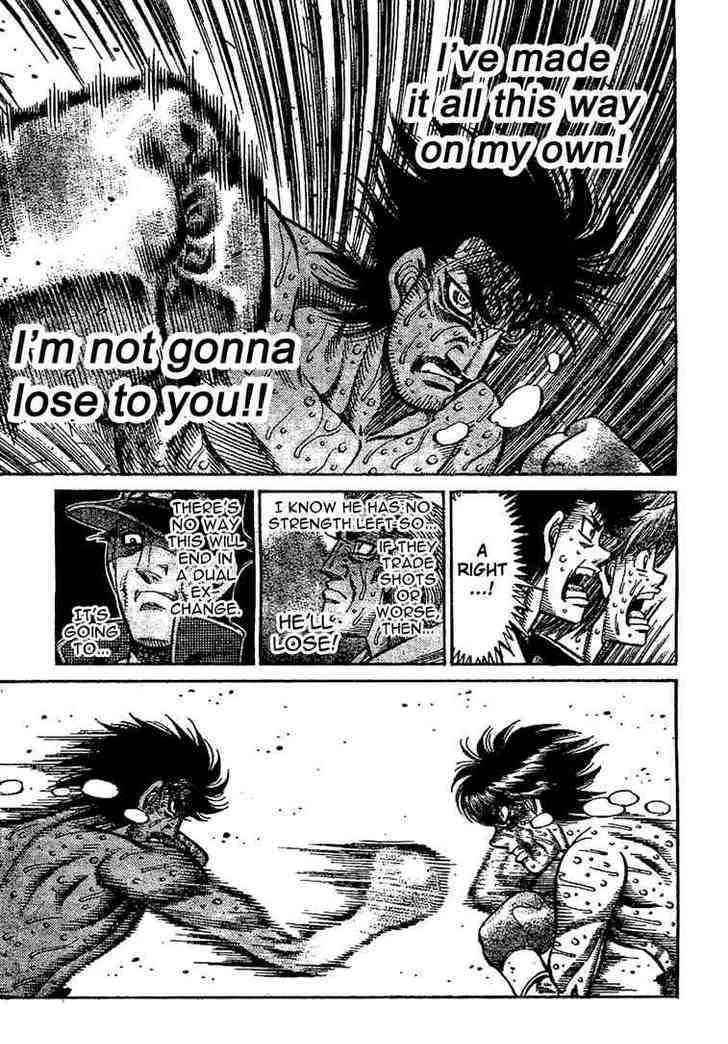 I'VE MADE
IT ALL THIS WAY
ON MY OWN!
I'M NOT GONNA
LOSE TO YOU!!
A
RIGHT
...!
I KNOW HE HAS NO
STRENGTH LEFT SO...
IF THEY
TRADE
SHOTS
OR
WORSE
THEN...
HE'LL
LOSE!
THERE'S
NO WAY
THIS WILL
END IN
A DUAL
EX-
CHANGE.
IT'S
GOING
TO...